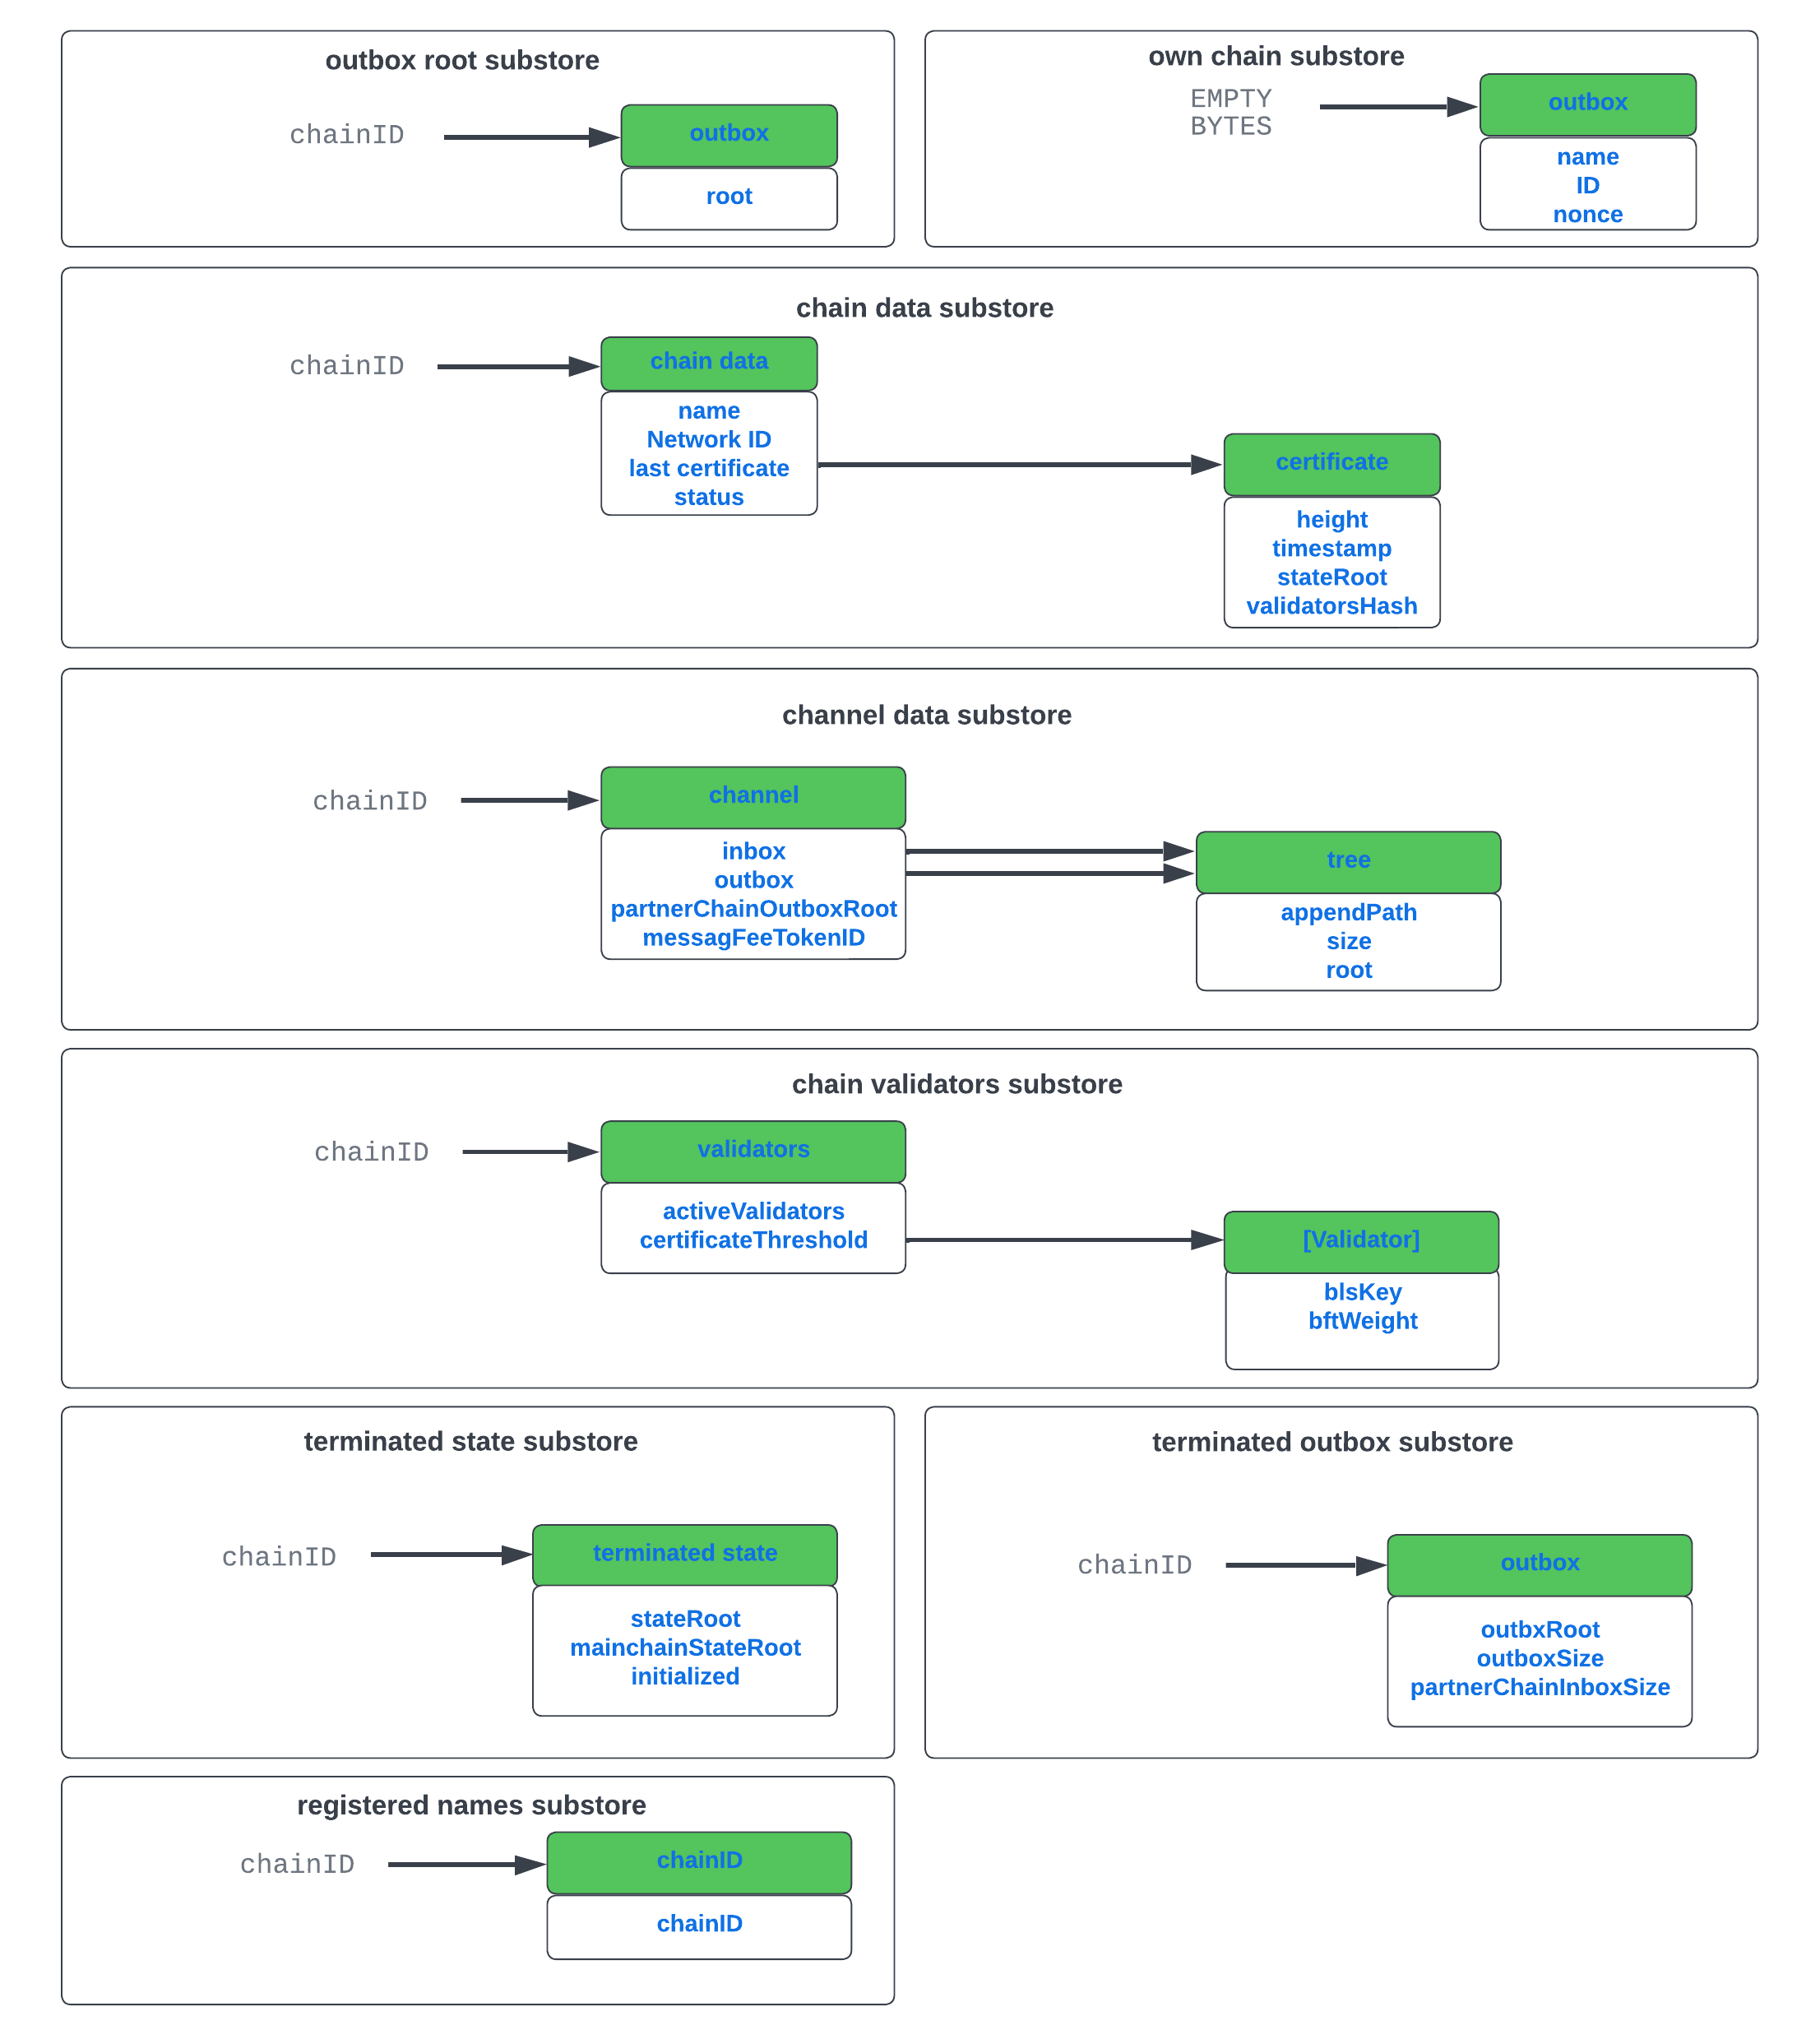 outbox root substore
chainID
outbox
root
own chain substore
EMPTY
BYTES
outbox
name
ID
nonce
chain data substore
chainID
chain data
name
Network ID
last certificate
status
certificate
height
timestamp
stateRoot
validatorsHash
channel data substore
chainID
channel
inbox
outbox
partnerChainOutboxRoot
messagFeeTokenID
tree
appendPath
size
root
chain validators substore
chainID
validators
activeValidators
certificateThreshold
[Validator]
blsKey
bftWeight
terminated state substore
chainID
terminated state
stateRoot
mainchainStateRoot
initialized
terminated outbox substore
chainID
outbox
outbxRoot
outboxSize
partnerChainInboxSize
registered names substore
chainID
chainID
chainID